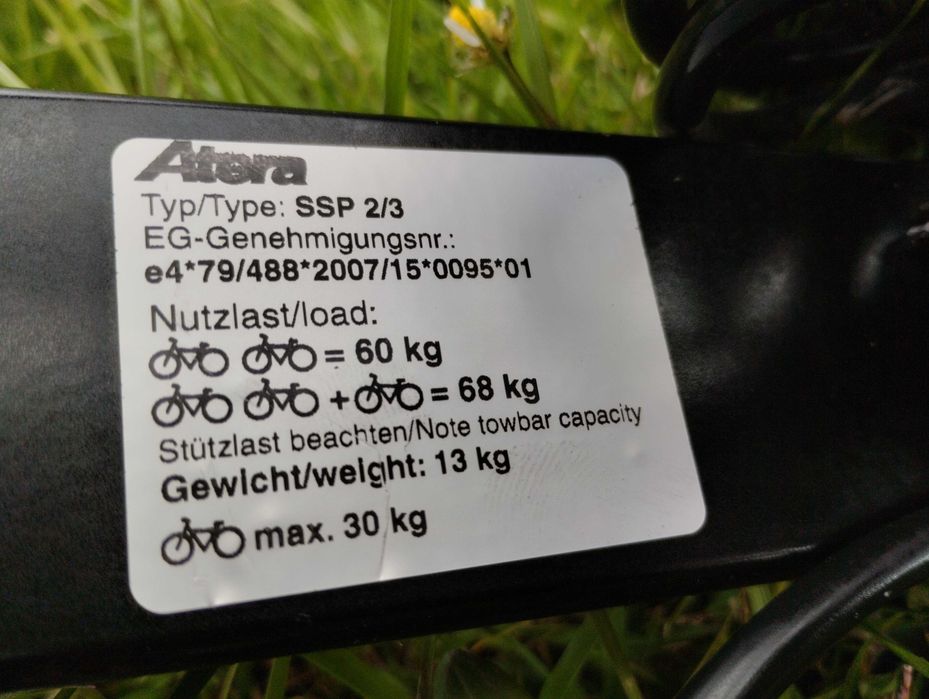 Atera
Typ/Type: SSP 2/3
EG-Genehmigungsnr.:
e4*79/488*2007/15*0095*01
Nutzlast/load:
= 60 kg
+ = 68 kg
Stützlast beachten/Note towbar capacity
Gewicht/weight: 13 kg
max. 30 kg